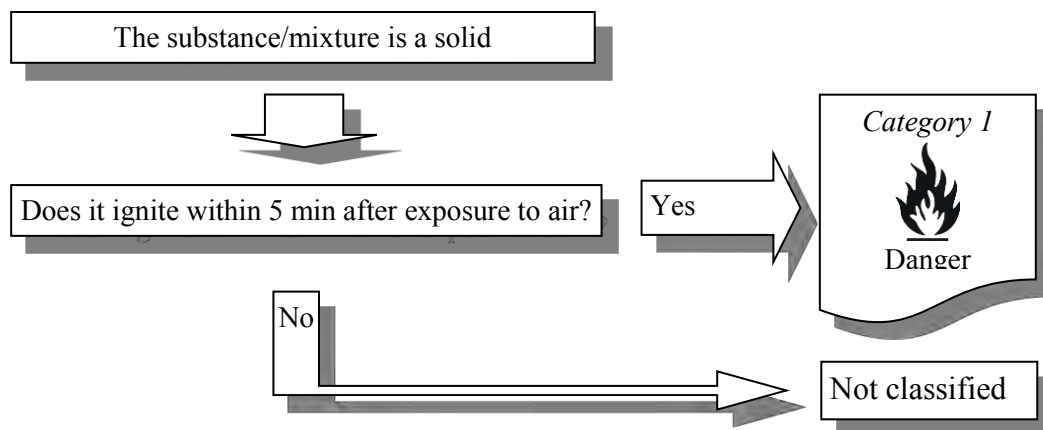 The substance/mixture is a solid
Category 1
Does it ignite within 5 min after exposure to air?
Yes
Danger
No
Not classified